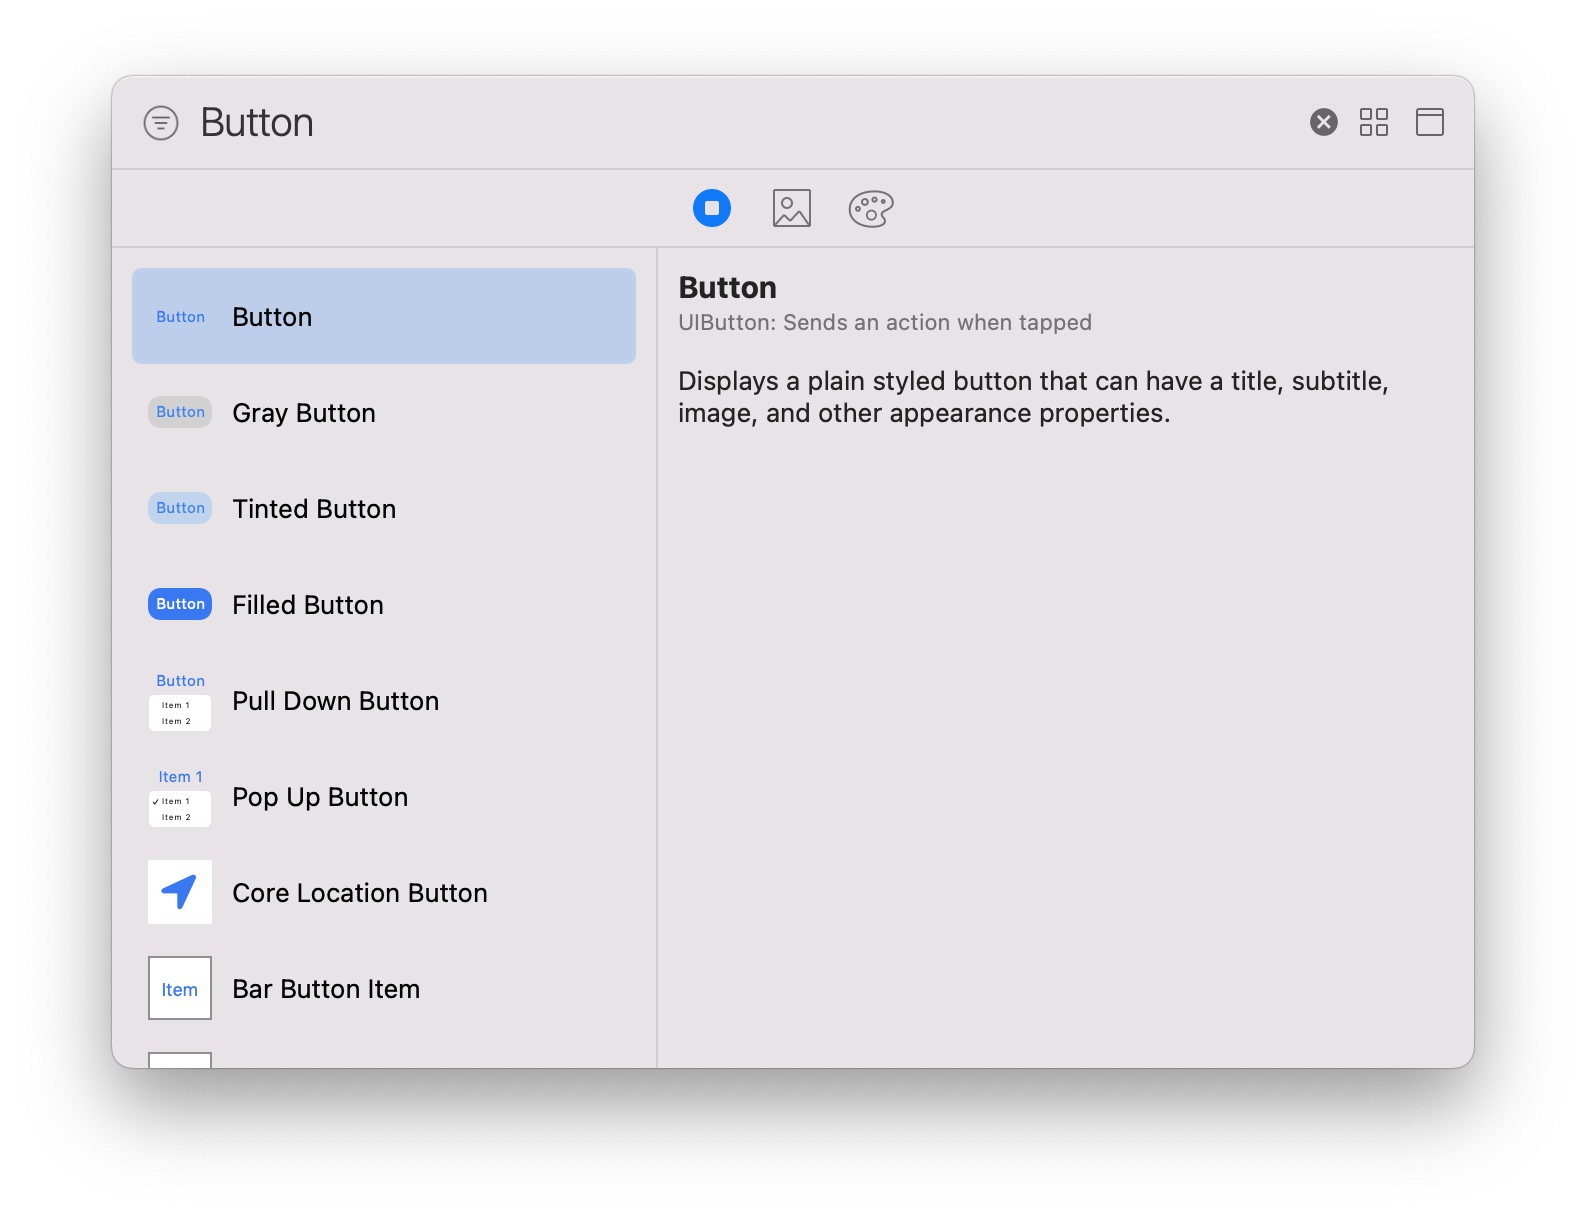 Button
Button Button
Button Gray Button
Button Tinted Button
Button Filled Button
Button
Item 1
Item 2
Pull Down Button
Item 1
✓ Item 1
Item 2
Pop Up Button
Core Location Button
Item Bar Button Item
Button
UIButton: Sends an action when tapped
Displays a plain styled button that can have a title, subtitle,
image, and other appearance properties.